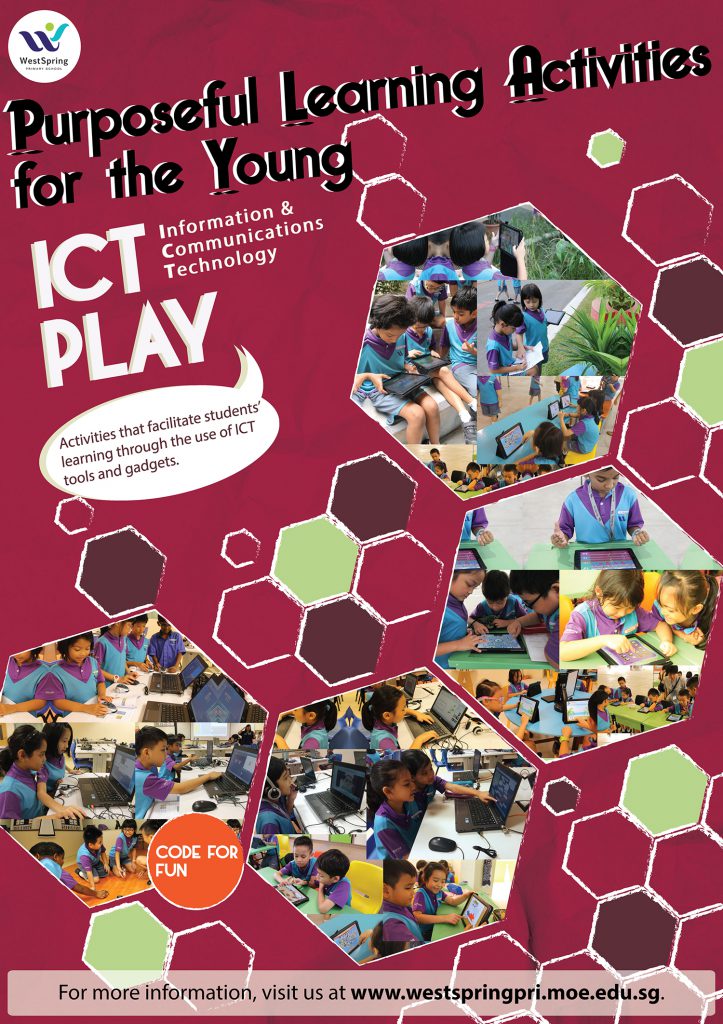 WestSpring
PRIMARY SCHOOL
Purposeful Learning Activities
for the Young
ICT
Information &
Communications
Technology
PLAY
Activities that facilitate students'
learning through the use of ICT
tools and gadgets.
CODE FOR
FUN
For more information, visit us at www.westspringpri.moe.edu.sg.